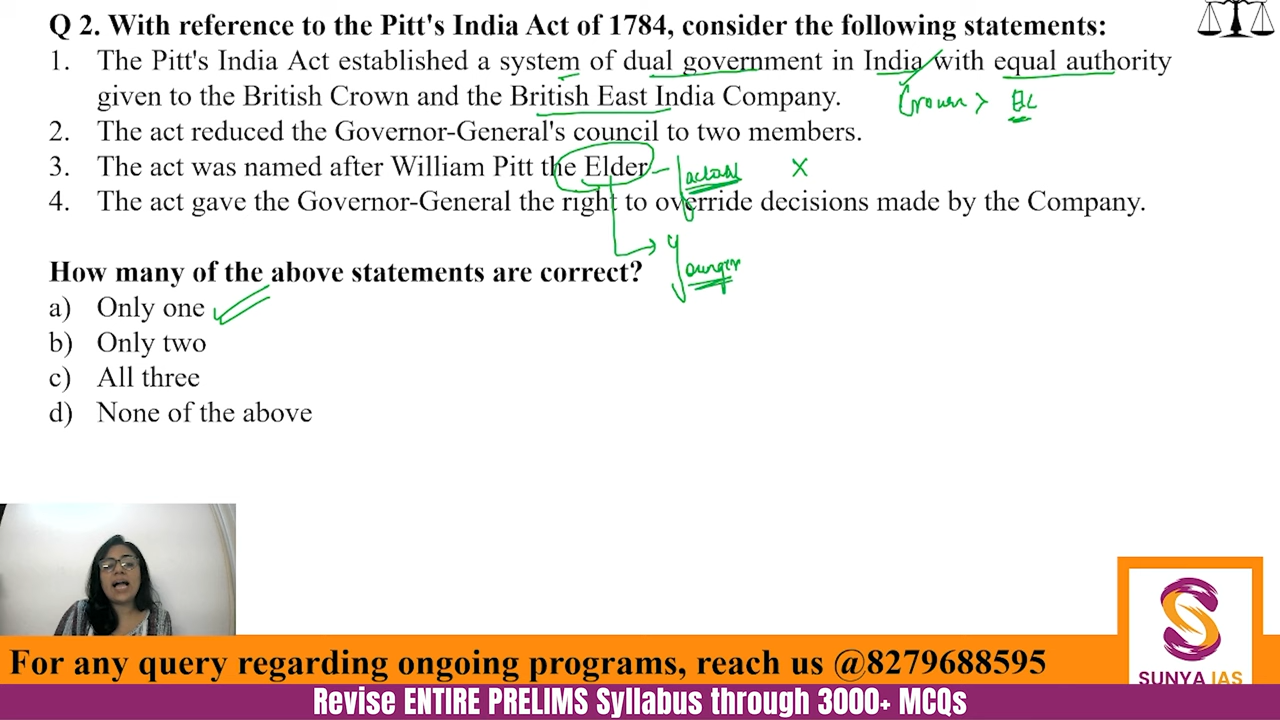 Q 2. With reference to the Pitt's India Act of 1784, consider the following statements:
1. The Pitt's India Act established a system of dual government in India with equal authority
given to the British Crown and the British East India Company.
Crown > EIC
2. The act reduced the Governor-General's council to two members.
3. The act was named after William Pitt the Elder - factual X
4. The act gave the Governor-General the right to override decisions made by the Company.
Younger
How many of the above statements are correct?
a) Only one
b) Only two
c) All three
d) None of the above
For any query regarding ongoing programs, reach us @8279688595
SUNYA IAS
Revise ENTIRE PRELIMS Syllabus through 3000+ MCQs